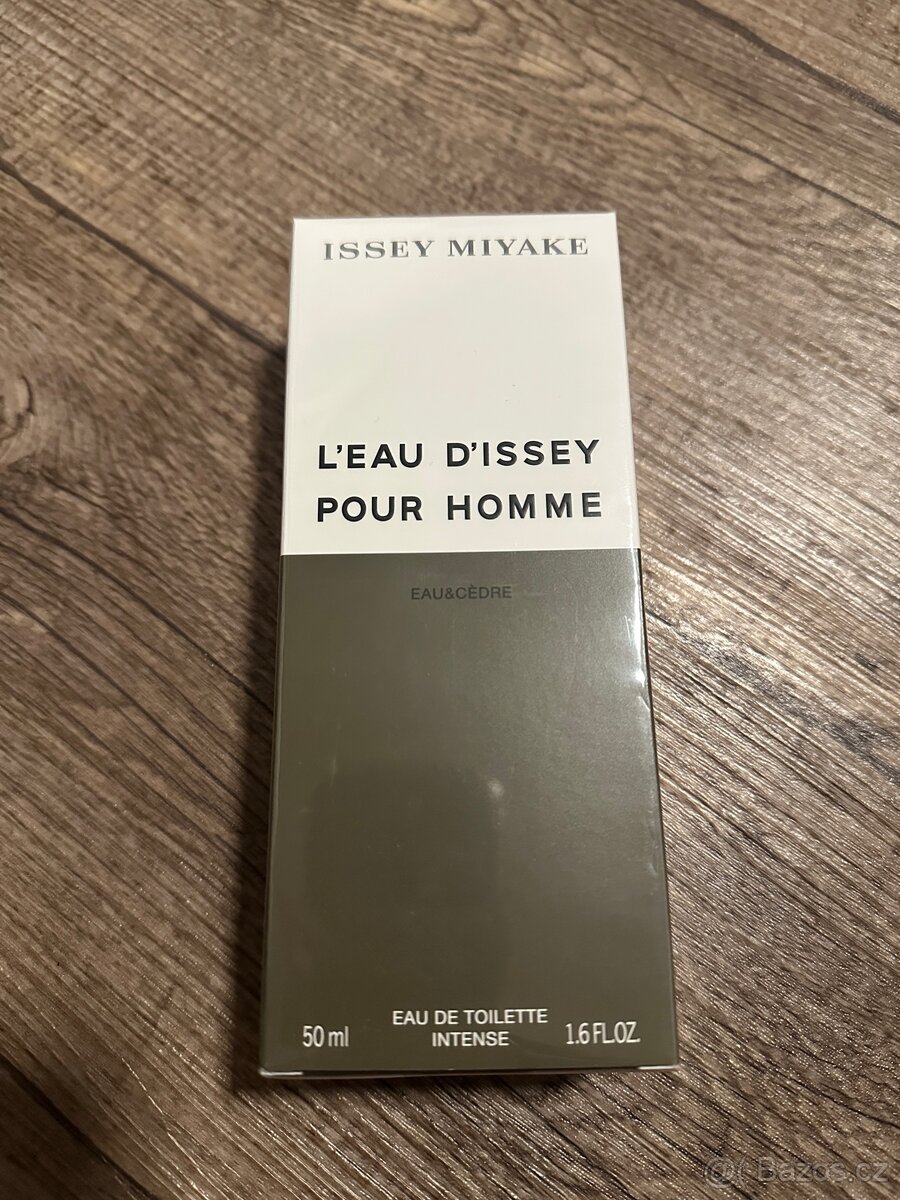 ISSEY MIYAKE
L'EAU D'ISSEY
POUR HOMME
EAU&CÈDRE
EAU DE TOILETTE
INTENSE
50 ml
1.6 FL.OZ.
Bazos.cz